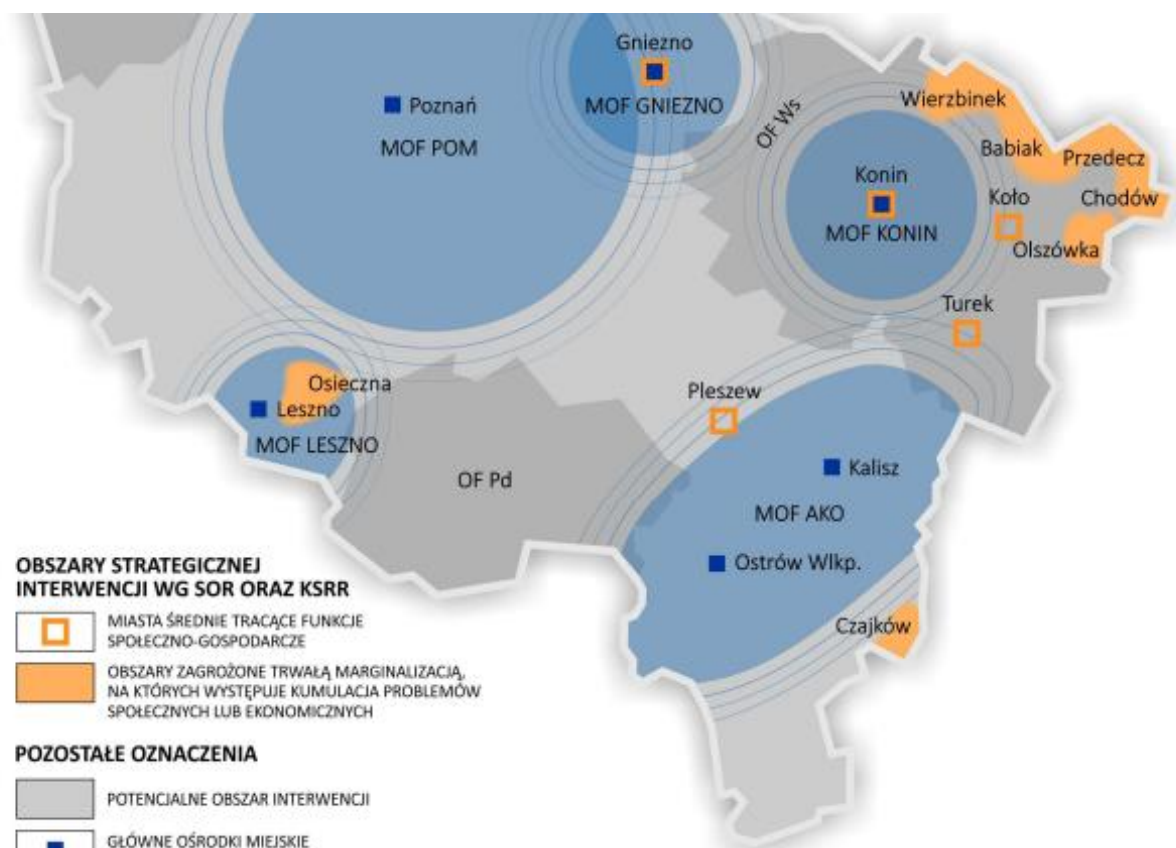 Gniezno
MOF GNIEZNO
Poznań
MOF POM
OF Ws
Wierzbinek
Babiak
Przedecz
Konin
MOF KONIN
Koło
Chodów
Olszówka
Turek
Osieczna
Leszno
MOF LESZNO
Pleszew
OF Pd
Kalisz
MOF AKO
Ostrów Wlkp.
Czajków
OBSZARY STRATEGICZNEJ
INTERWENCJI WG SOR ORAZ KSRR
MIASTA ŚREDNIE TRACĄCE FUNKCJE
SPOŁECZNO-GOSPODARCZE
OBSZARY ZAGROŻONE TRWAŁĄ MARGINALIZACJĄ,
NA KTÓRYCH WYSTĘPUJE KUMULACJA PROBLEMÓW
SPOŁECZNYCH LUB EKONOMICZNYCH
POZOSTAŁE OZNACZENIA
POTENCJALNE OBSZAR INTERWENCJI
GŁÓWNE OŚRODKI MIEJSKIE